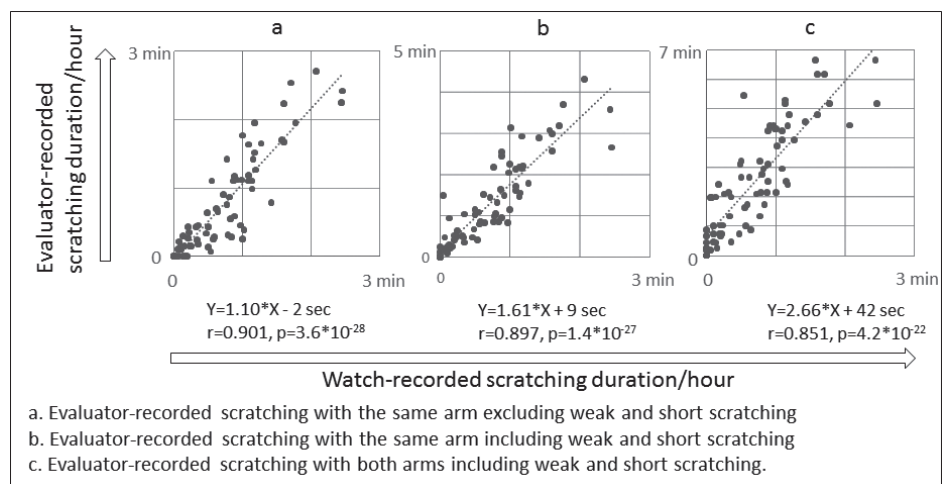 a b c
Evaluator-recorded
scratching duration/hour
3 min
0
0 3 min
5 min
0
0 3 min
7 min
0
0 3 min
Y=1.10*X - 2 sec
r=0.901, p=3.6*10-28
Y=1.61*X + 9 sec
r=0.897, p=1.4*10-27
Y=2.66*X + 42 sec
r=0.851, p=4.2*10-22
Watch-recorded scratching duration/hour
a. Evaluator-recorded scratching with the same arm excluding weak and short scratching
b. Evaluator-recorded scratching with the same arm including weak and short scratching
c. Evaluator-recorded scratching with both arms including weak and short scratching.